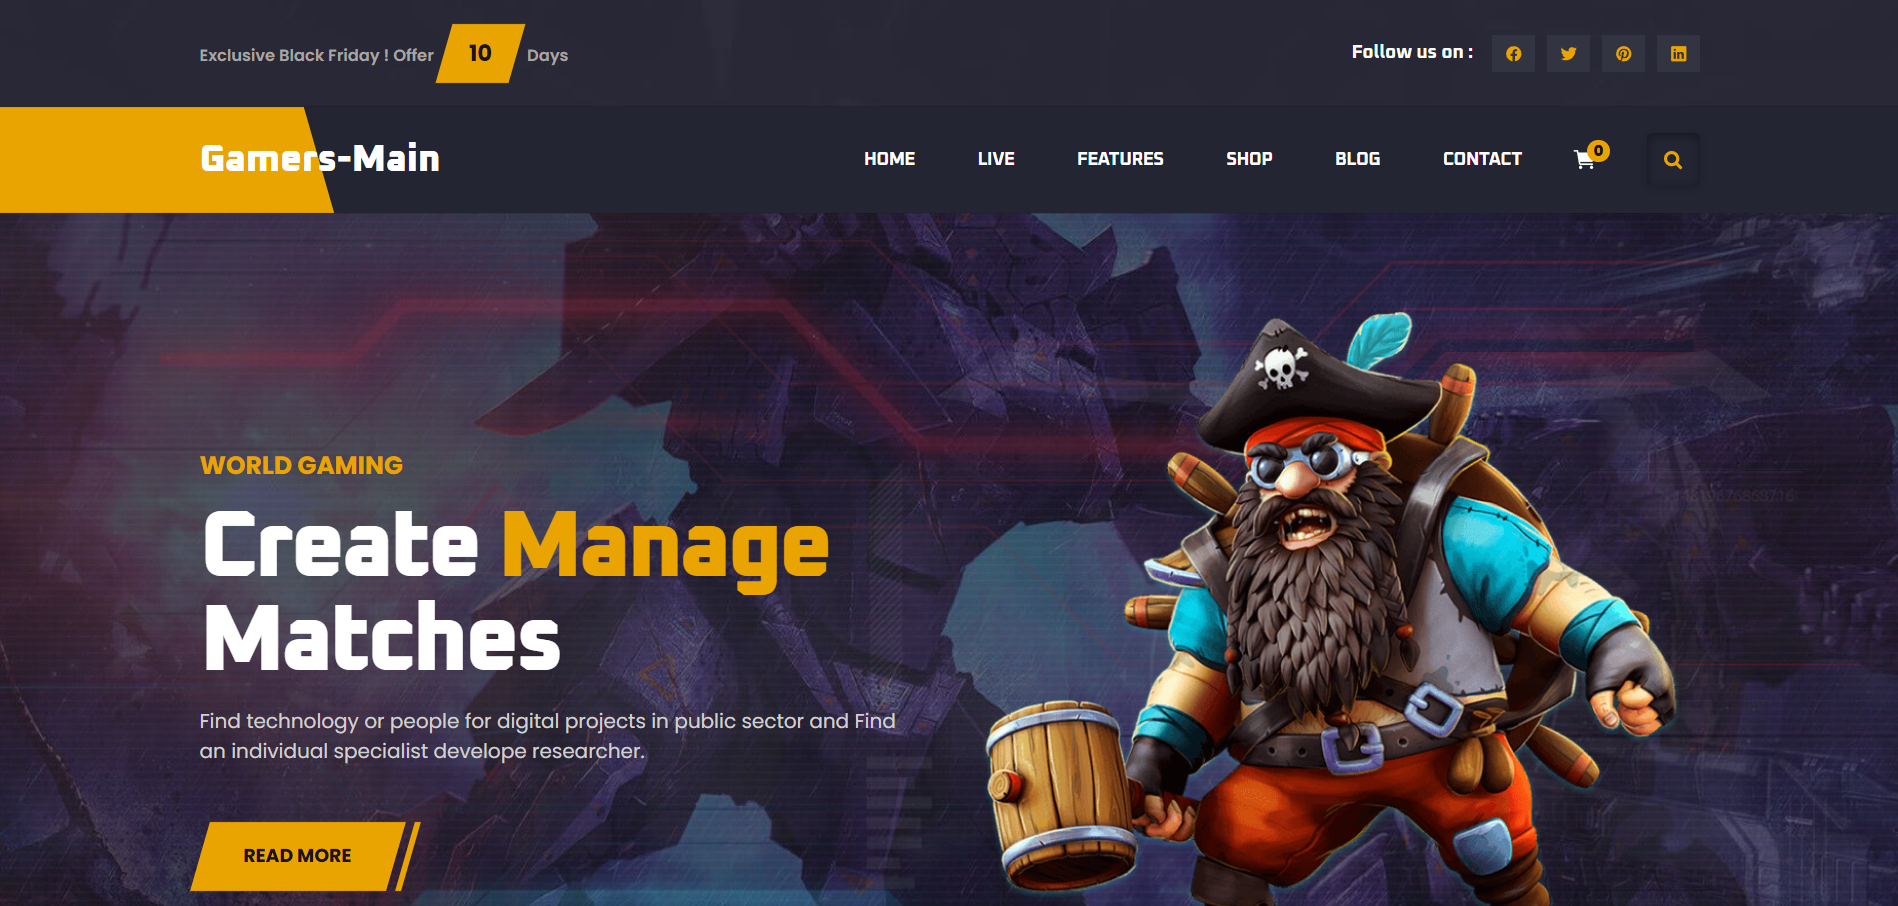 Exclusive Black Friday ! Offer 10 Days
Follow us on :
Gamers-Main
HOME LIVE FEATURES SHOP BLOG CONTACT 0
WORLD GAMING
Create Manage
Matches
Find technology or people for digital projects in public sector and Find
an individual specialist develope researcher.
READ MORE